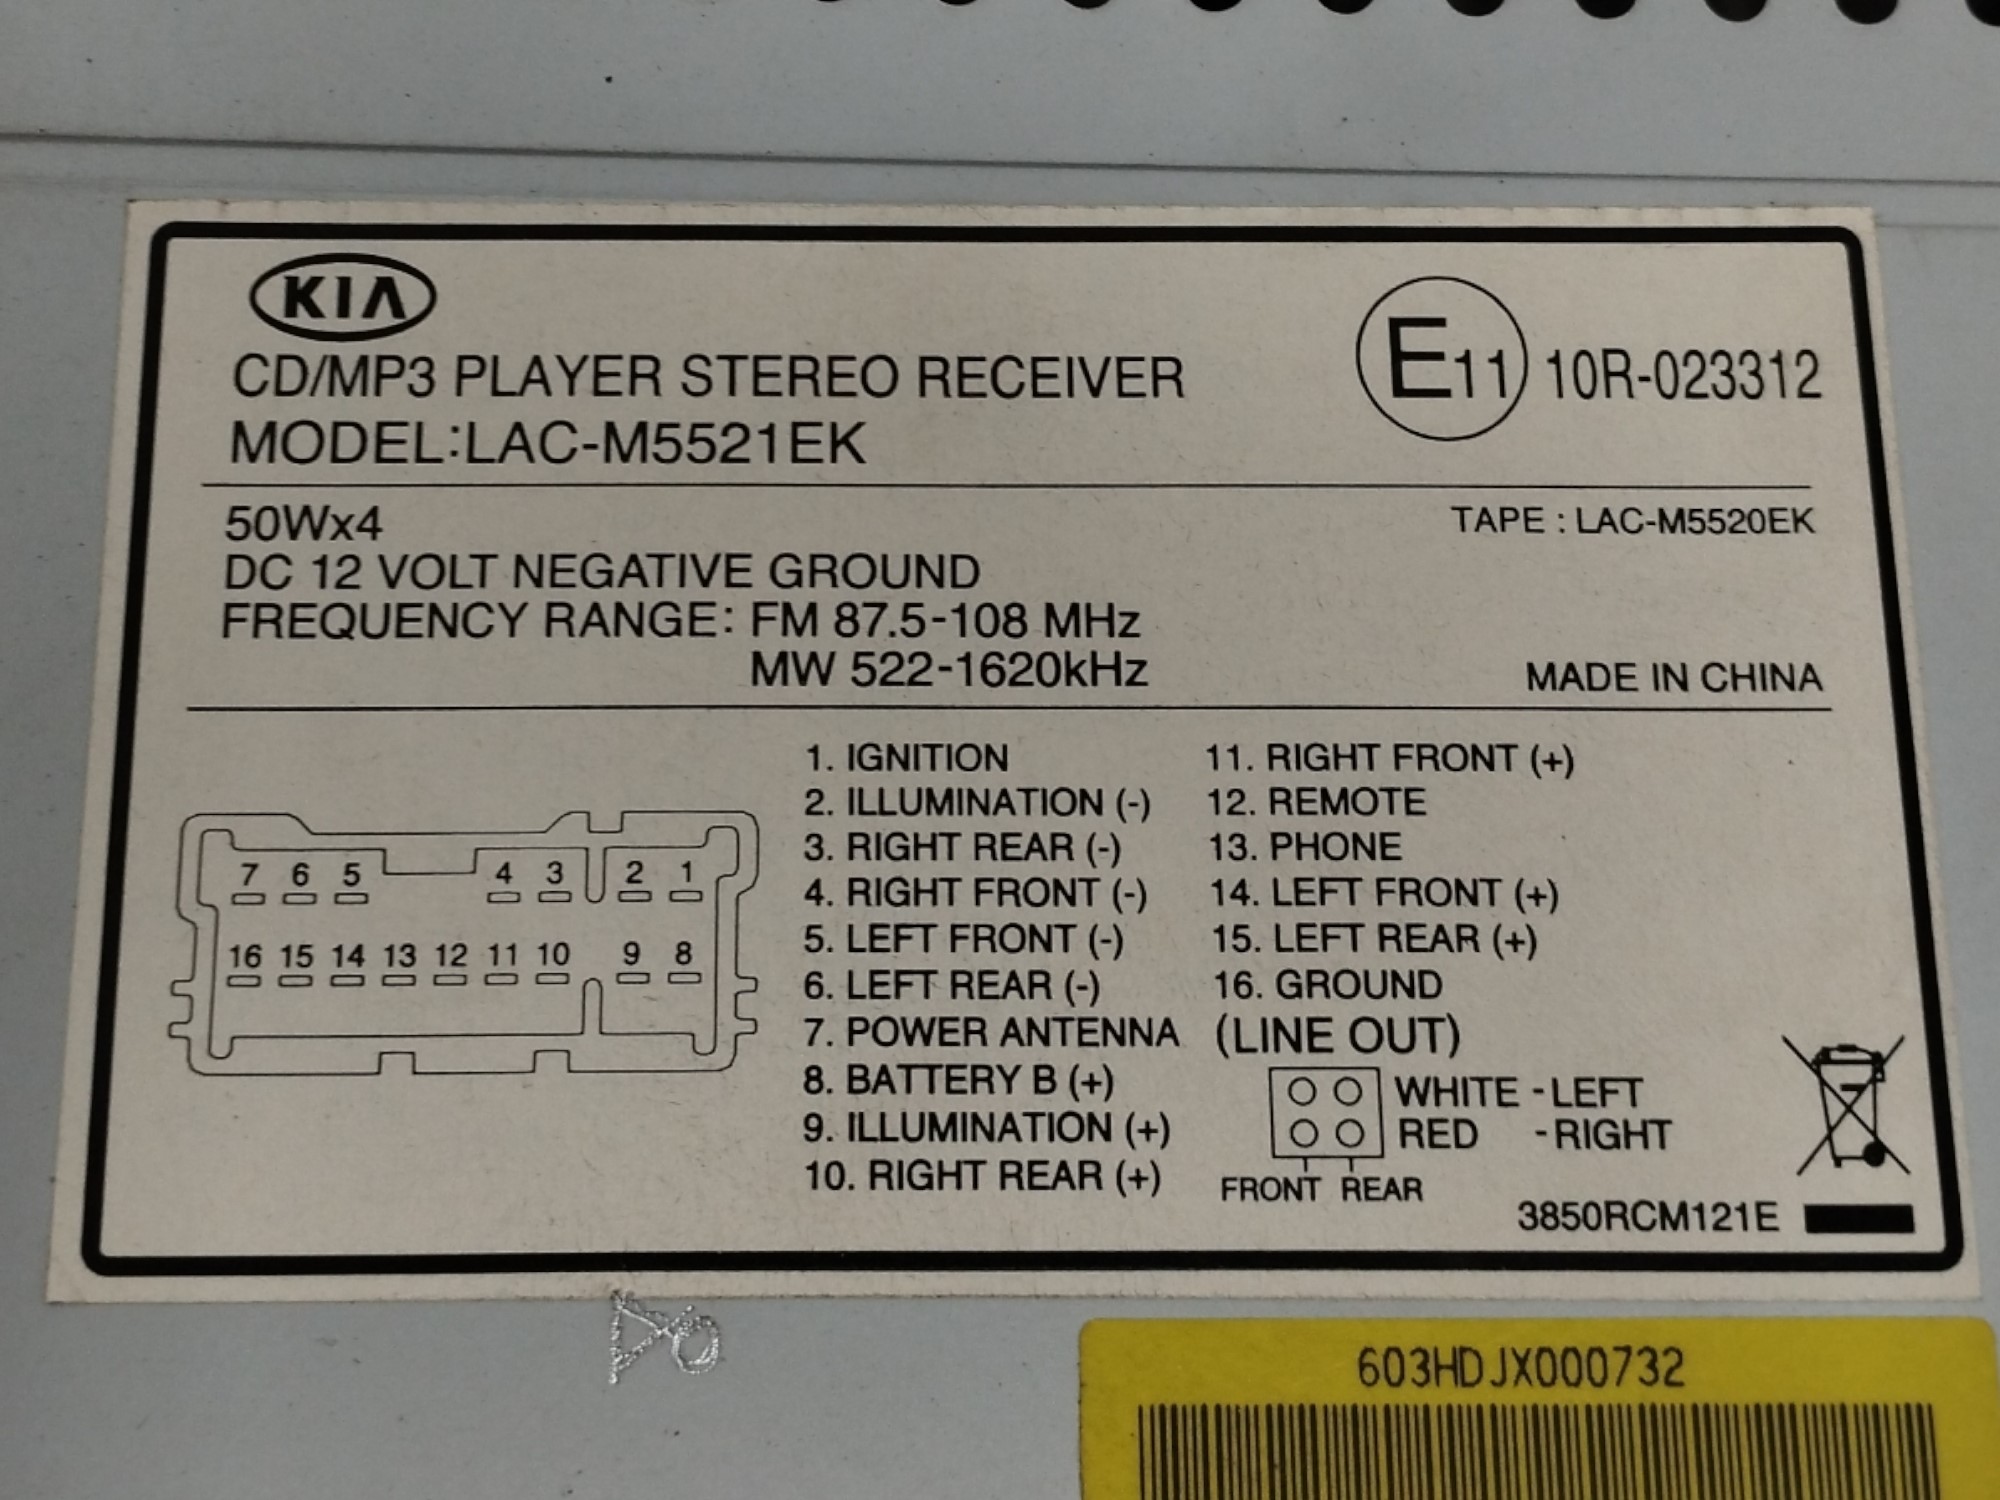 KIA
CD/MP3 PLAYER STEREO RECEIVER
MODEL:LAC-M5521EK
E11 10R-023312
50Wx4
TAPE : LAC-M5520EK
DC 12 VOLT NEGATIVE GROUND
FREQUENCY RANGE: FM 87.5-108 MHz
MW 522-1620kHz
MADE IN CHINA
7 6 5 4 3 2 1
16 15 14 13 12 11 10 9 8
1. IGNITION
2. ILLUMINATION (-)
3. RIGHT REAR (-)
4. RIGHT FRONT (-)
5. LEFT FRONT (-)
6. LEFT REAR (-)
7. POWER ANTENNA
8. BATTERY B (+)
9. ILLUMINATION (+)
10. RIGHT REAR (+)
11. RIGHT FRONT (+)
12. REMOTE
13. PHONE
14. LEFT FRONT (+)
15. LEFT REAR (+)
16. GROUND
(LINE OUT)
WHITE - LEFT
RED - RIGHT
FRONT REAR
3850RCM121E
603HDJX000732